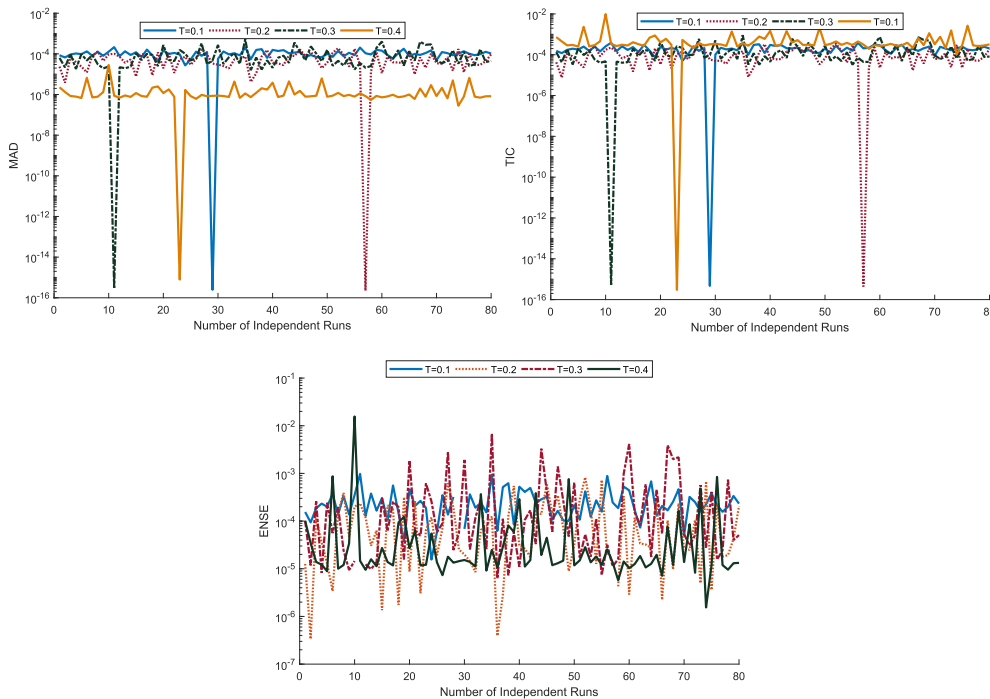 T=0.1 T=0.2 T=0.3 T=0.4
10^-2
10^-4
10^-6
10^-8
10^-10
10^-12
10^-14
10^-16
MAD
0 10 20 30 40 50 60 70 80
Number of Independent Runs
T=0.1 T=0.2 T=0.3 T=0.1
10^-2
10^-4
10^-6
10^-8
10^-10
10^-12
10^-14
10^-16
TIC
0 10 20 30 40 50 60 70 8
Number of Independent Runs
T=0.1 T=0.2 T=0.3 T=0.4
10^-1
10^-2
10^-3
10^-4
10^-5
10^-6
10^-7
ENSE
0 10 20 30 40 50 60 70 80
Number of Independent Runs